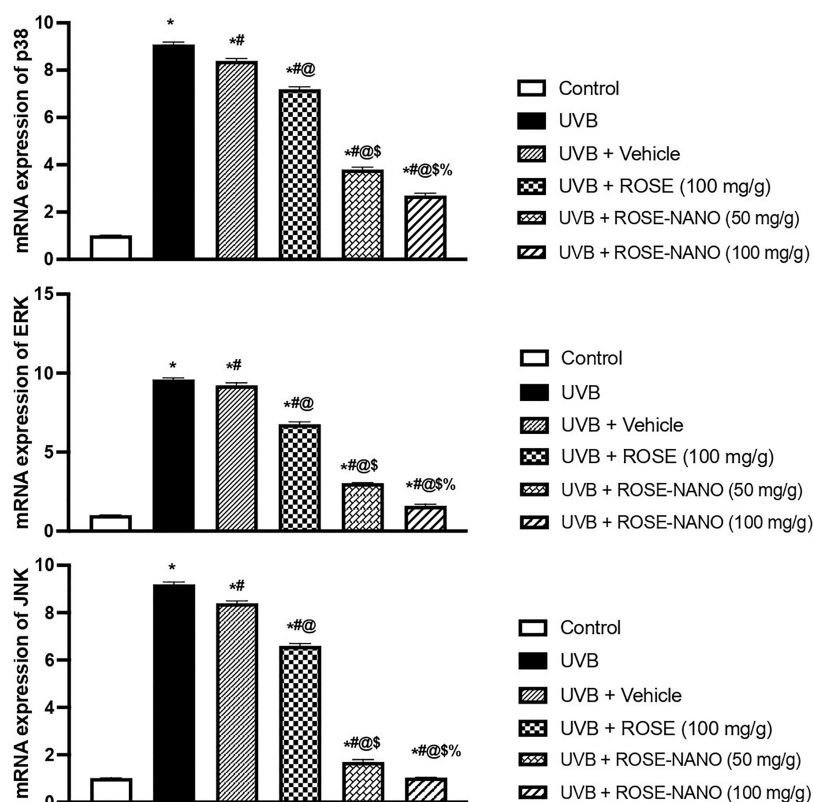 mRNA expression of p38
10
8
6
4
2
0
*
*#
*#@
*#@$
*#@$%
Control
UVB
UVB + Vehicle
UVB + ROSE (100 mg/g)
UVB + ROSE-NANO (50 mg/g)
UVB + ROSE-NANO (100 mg/g)
mRNA expression of ERK
15
10
5
0
*
*#
*#@
*#@$
*#@$%
Control
UVB
UVB + Vehicle
UVB + ROSE (100 mg/g)
UVB + ROSE-NANO (50 mg/g)
UVB + ROSE-NANO (100 mg/g)
mRNA expression of JNK
10
8
6
4
2
0
*
*#
*#@
*#@$
*#@$%
Control
UVB
UVB + Vehicle
UVB + ROSE (100 mg/g)
UVB + ROSE-NANO (50 mg/g)
UVB + ROSE-NANO (100 mg/g)